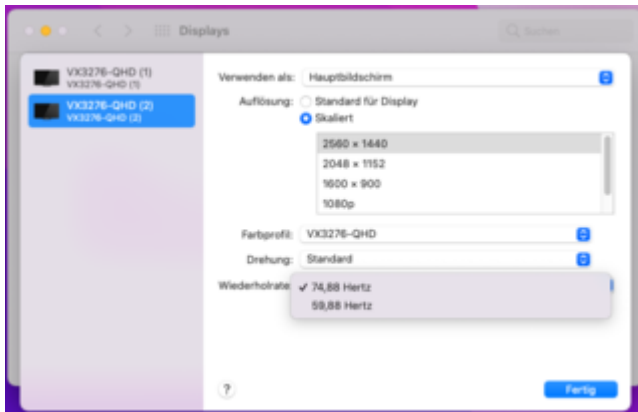 Displays
Suchen
VX3276-QHD (1)
VX3276-QHD (1)
VX3276-QHD (2)
VX3276-QHD (2)
Verwenden als: Hauptbildschirm
Auflösung: Standard für Display
Skaliert
2560 × 1440
2048 × 1152
1600 × 900
1080p
Farbprofil: VX3276-QHD
Drehung: Standard
Wiederholrate: ✓ 74,88 Hertz
59,88 Hertz
?
Fertig